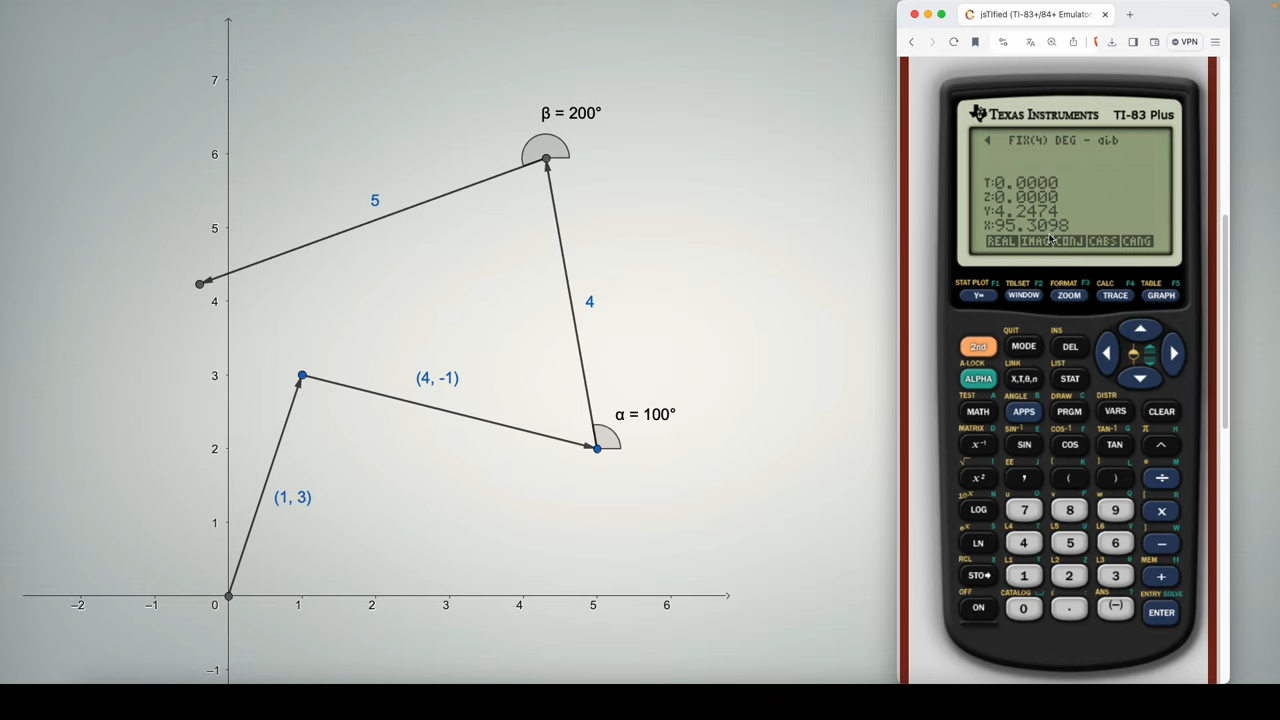 7
6
5
4
3
2
1
0
−1
−2
−1
1
2
3
4
5
6
β = 200°
5
4
(4, -1)
α = 100°
(1, 3)
jsTIfied (TI-83+/84+ Emulator
VPN
TEXAS INSTRUMENTS TI-83 Plus
FIX(4) DEG - aib
T:0.0000
Z:0.0000
Y:4.2474
X:95.3098
REAL IMAG CONJ CABS CANG
STAT PLOT F1 TBLSET F2 FORMAT F3 CALC F4 TABLE F5
Y= WINDOW ZOOM TRACE GRAPH
QUIT INS
2nd MODE DEL
A-LOCK LINK LIST
ALPHA X,T,θ,n STAT
TEST A ANGLE B DRAW C DISTR
MATH APPS PRGM VARS CLEAR
MATRIX D SIN⁻¹ E COS⁻¹ F TAN⁻¹ G π H
x⁻¹ SIN COS TAN ^
√ I EE J { K } L e M
x² , ( ) ÷
10ˣ N u O v P w Q [ R
LOG 7 8 9 x
eˣ S L4 T L5 U L6 V ] W
LN 4 5 6 −
RCL X L1 Y L2 Z L3 θ MEM "
STO➔ 1 2 3 +
OFF CATALOG ⎵ i : ANS ? ENTRY SOLVE
ON 0 . (−) ENTER